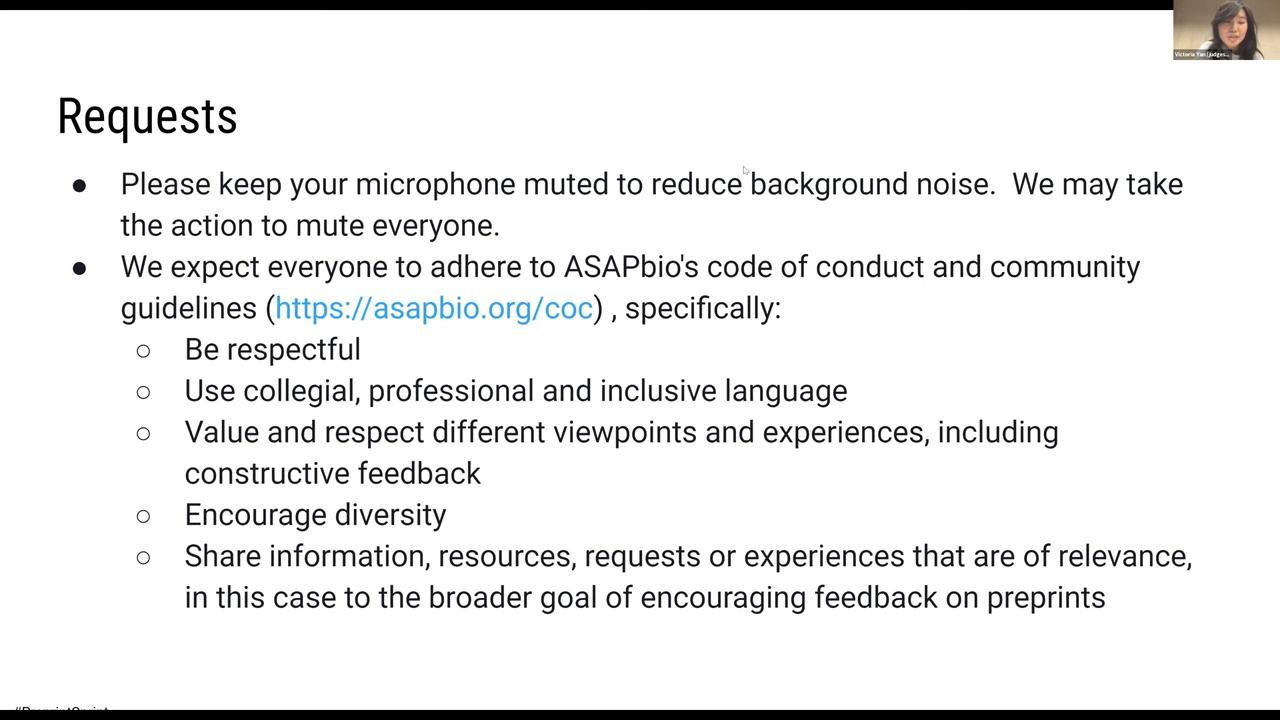 Victoria Yan (judges...
Requests
● Please keep your microphone muted to reduce background noise.  We may take
the action to mute everyone.
● We expect everyone to adhere to ASAPbio's code of conduct and community
guidelines (https://asapbio.org/coc) , specifically:
○ Be respectful
○ Use collegial, professional and inclusive language
○ Value and respect different viewpoints and experiences, including
constructive feedback
○ Encourage diversity
○ Share information, resources, requests or experiences that are of relevance,
in this case to the broader goal of encouraging feedback on preprints
#PreprintSprint